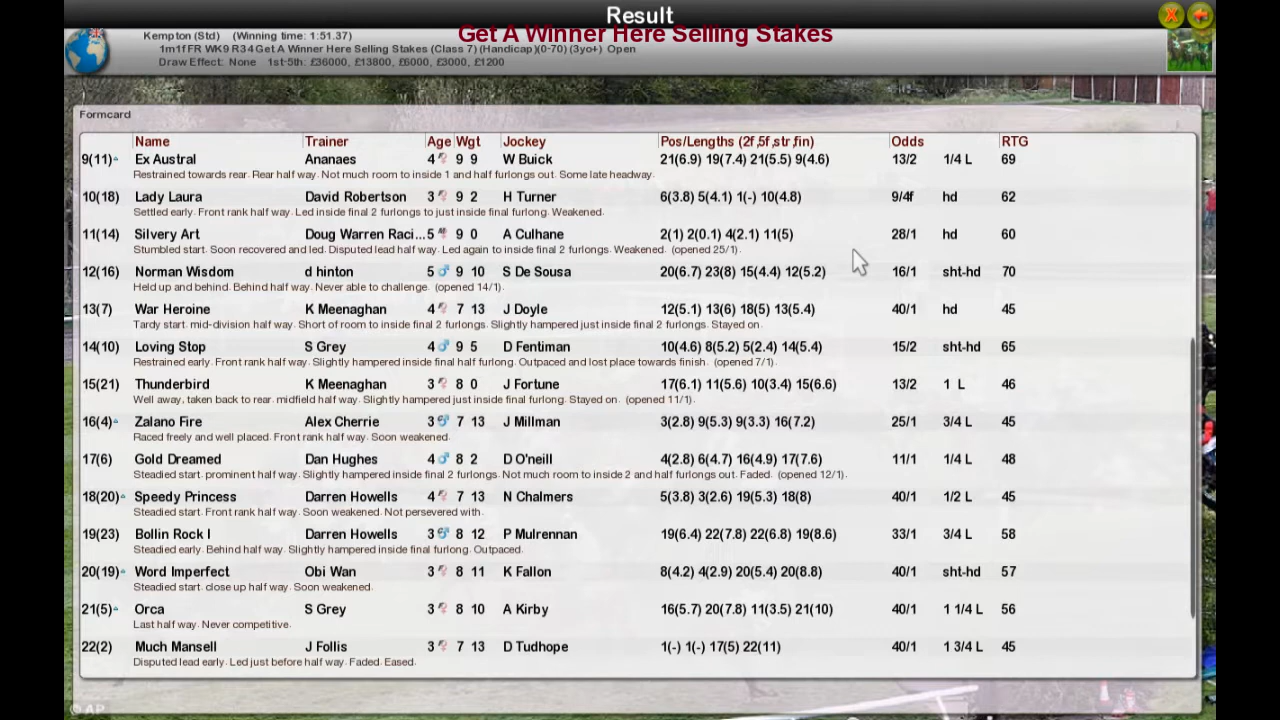 Result
Get A Winner Here Selling Stakes
Kempton (Std) (Winning time: 1:51.37)
1m1fFR WK9 R34 Get A Winner Here Selling Stakes (Class 7) (Handicap)(0-70) (3yo+) Open
Draw Effect: None 1st-5th: £36000, £13800, £6000, £3000, £1200
Formcard
Name Trainer Age Wgt Jockey Pos/Lengths (2f,5f,str,fin) Odds RTG
9(11) Ex Austral Ananaes 4 9 9 W Buick 21(6.9) 19(7.4) 21(5.5) 9(4.6) 13/2 1/4 L 69
Restrained towards rear. Rear half way. Not much room to inside 1 and half furlongs out. Some late headway.
10(18) Lady Laura David Robertson 3 9 2 H Turner 6(3.8) 5(4.1) 1(-) 10(4.8) 9/4f hd 62
Settled early. Front rank half way. Led inside final 2 furlongs to just inside final furlong. Weakened.
11(14) Silvery Art Doug Warren Raci... 5 9 0 A Culhane 2(1) 2(0.1) 4(2.1) 11(5) 28/1 hd 60
Stumbled start. Soon recovered and led. Disputed lead half way. Led again to inside final 2 furlongs. Weakened. (opened 25/1).
12(16) Norman Wisdom d hinton 5 9 10 S De Sousa 20(6.7) 23(8) 15(4.4) 12(5.2) 16/1 sht-hd 70
Held up and behind. Behind half way. Never able to challenge. (opened 14/1).
13(7) War Heroine K Meenaghan 4 7 13 J Doyle 12(5.1) 13(6) 18(5) 13(5.4) 40/1 hd 45
Tardy start. mid-division half way. Short of room to inside final 2 furlongs. Slightly hampered just inside final 2 furlongs. Stayed on.
14(10) Loving Stop S Grey 4 9 5 D Fentiman 10(4.6) 8(5.2) 5(2.4) 14(5.4) 15/2 sht-hd 65
Restrained early. Front rank half way. Slightly hampered inside final half furlong. Outpaced and lost place towards finish. (opened 7/1).
15(21) Thunderbird K Meenaghan 3 8 0 J Fortune 17(6.1) 11(5.6) 10(3.4) 15(6.6) 13/2 1 L 46
Well away, taken back to rear. midfield half way. Slightly hampered just inside final furlong. Stayed on. (opened 11/1).
16(4) Zalano Fire Alex Cherrie 3 7 13 J Millman 3(2.8) 9(5.3) 9(3.3) 16(7.2) 25/1 3/4 L 45
Raced freely and well placed. Front rank half way. Soon weakened.
17(6) Gold Dreamed Dan Hughes 4 8 2 D O'neill 4(2.8) 6(4.7) 16(4.9) 17(7.6) 11/1 1/4 L 48
Steadied start. prominent half way. Slightly hampered inside final 2 furlongs. Not much room to inside 2 and half furlongs out. Faded. (opened 12/1).
18(20) Speedy Princess Darren Howells 4 7 13 N Chalmers 5(3.8) 3(2.6) 19(5.3) 18(8) 40/1 1/2 L 45
Steadied start. Front rank half way. Soon weakened. Not persevered with.
19(23) Bollin Rock I Darren Howells 3 8 12 P Mulrennan 19(6.4) 22(7.8) 22(6.8) 19(8.6) 33/1 3/4 L 58
Steadied early. Behind half way. Slightly hampered inside final furlong. Outpaced.
20(19) Word Imperfect Obi Wan 3 8 11 K Fallon 8(4.2) 4(2.9) 20(5.4) 20(8.8) 40/1 sht-hd 57
Steadied start. close up half way. Soon weakened.
21(5) Orca S Grey 3 8 10 A Kirby 16(5.7) 20(7.8) 11(3.5) 21(10) 40/1 1 1/4 L 56
Last half way. Never competitive.
22(2) Much Mansell J Follis 3 7 13 D Tudhope 1(-) 1(-) 17(5) 22(11) 40/1 1 3/4 L 45
Disputed lead early. Led just before half way. Faded. Eased.
© AP